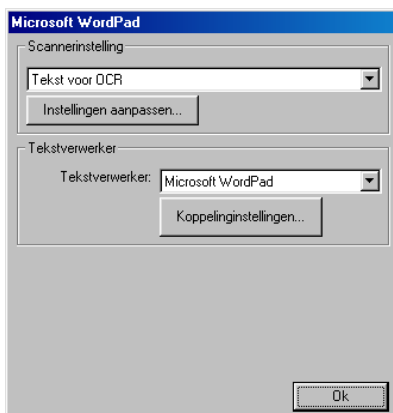 Microsoft WordPad
Scannerinstelling
Tekst voor OCR
Instellingen aanpassen...
Tekstverwerker
Tekstverwerker: Microsoft WordPad
Koppelinginstellingen...
Ok